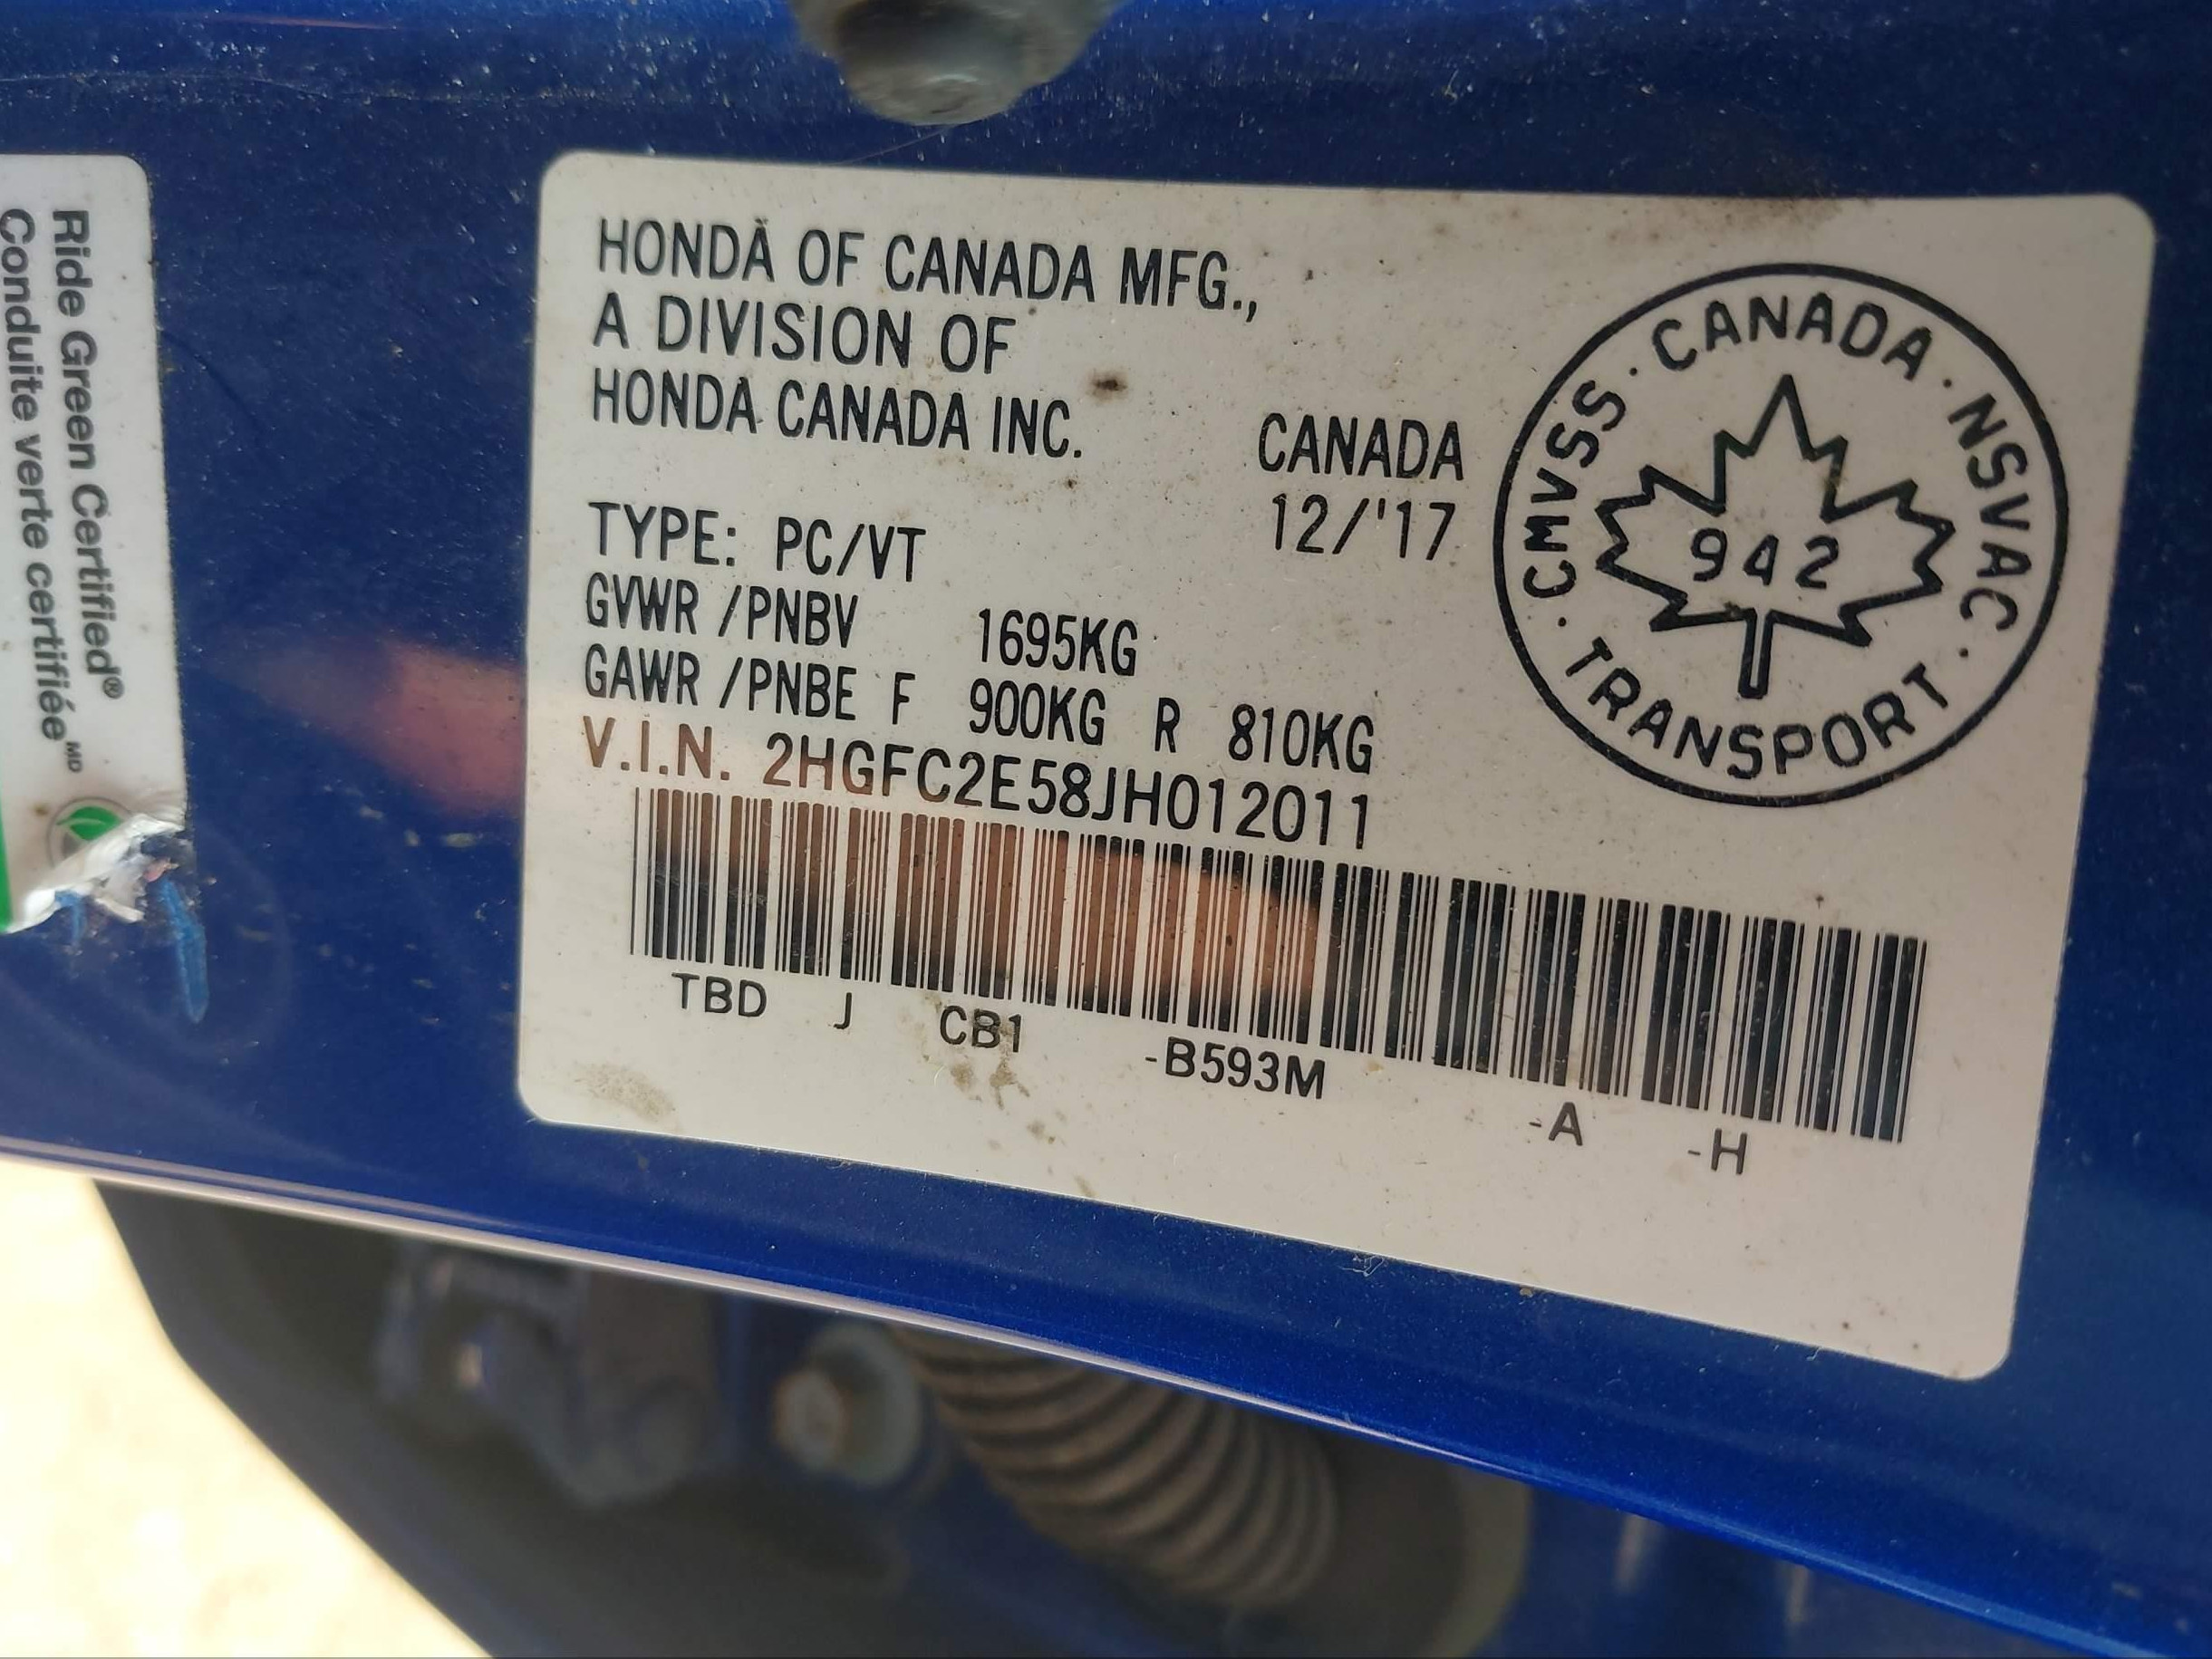 Ride Green Certified®
Conduite verte certifiée MD
HONDA OF CANADA MFG.,
A DIVISION OF
HONDA CANADA INC.
CANADA
12/'17
TYPE: PC/VT
GVWR /PNBV 1695KG
GAWR /PNBE F 900KG R 810KG
V.I.N. 2HGFC2E58JH012011
TBD J CB1 -B593M -A -H
CANADA · NSVAC · TRANSPORT · CMVSS ·
942